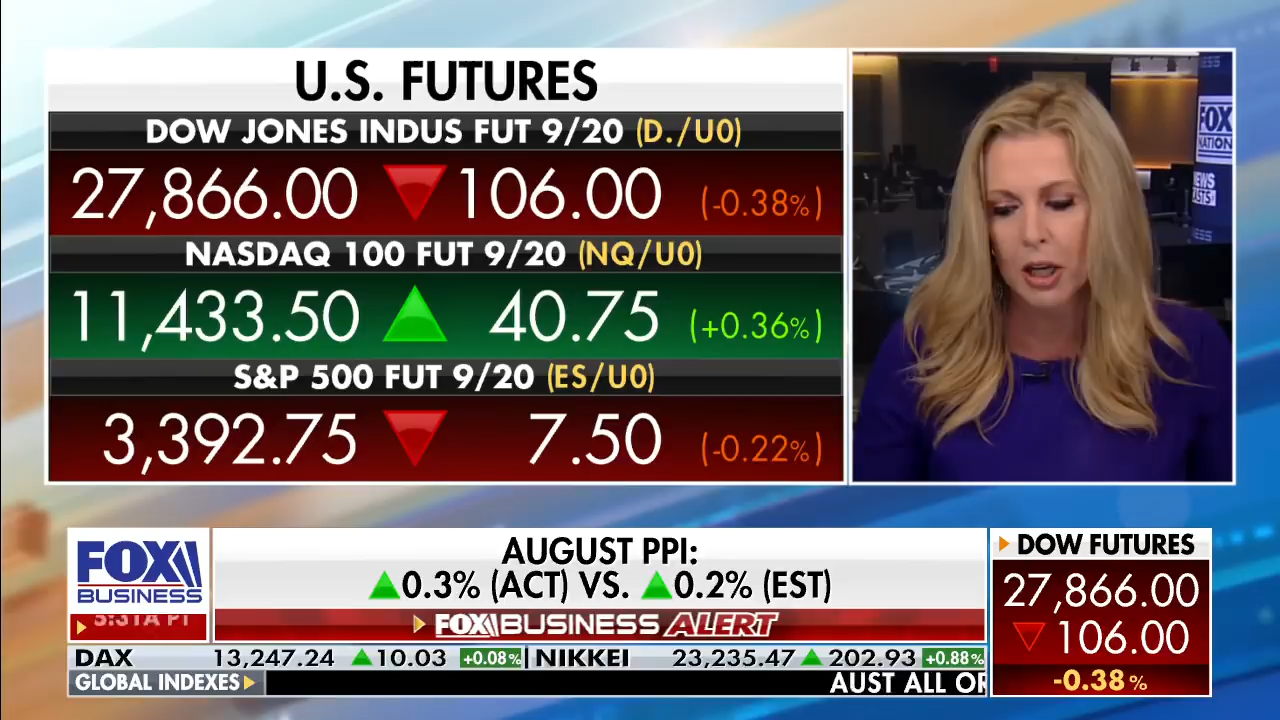 U.S. FUTURES
DOW JONES INDUS FUT 9/20 (D./U0)
27,866.00 106.00 (-0.38%)
NASDAQ 100 FUT 9/20 (NQ/U0)
11,433.50 40.75 (+0.36%)
S&P 500 FUT 9/20 (ES/U0)
3,392.75 7.50 (-0.22%)
FOX
NATION
FOX
BUSINESS
AUGUST PPI:
0.3% (ACT) VS. 0.2% (EST)
FOX BUSINESS ALERT
DOW FUTURES
27,866.00
106.00
-0.38%
DAX 13,247.24 10.03 +0.08% NIKKEI 23,235.47 202.93 +0.88%
GLOBAL INDEXES AUST ALL OR